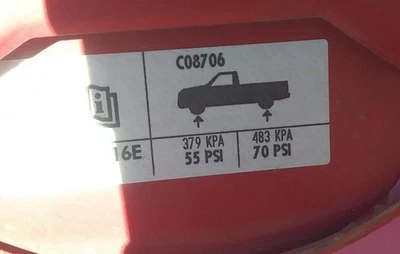 C08706
16E
379 KPA 483 KPA
55 PSI 70 PSI